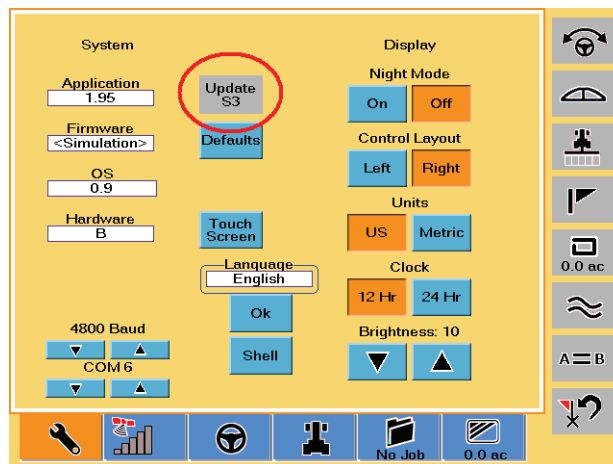 System
Application
1.95
Firmware
<Simulation>
OS
0.9
Hardware
B
4800 Baud
COM 6
Update
S3
Defaults
Touch
Screen
Language
English
Ok
Shell
Display
Night Mode
On Off
Control Layout
Left Right
Units
US Metric
Clock
12 Hr 24 Hr
Brightness: 10
0.0 ac
A=B
No Job
0.0 ac